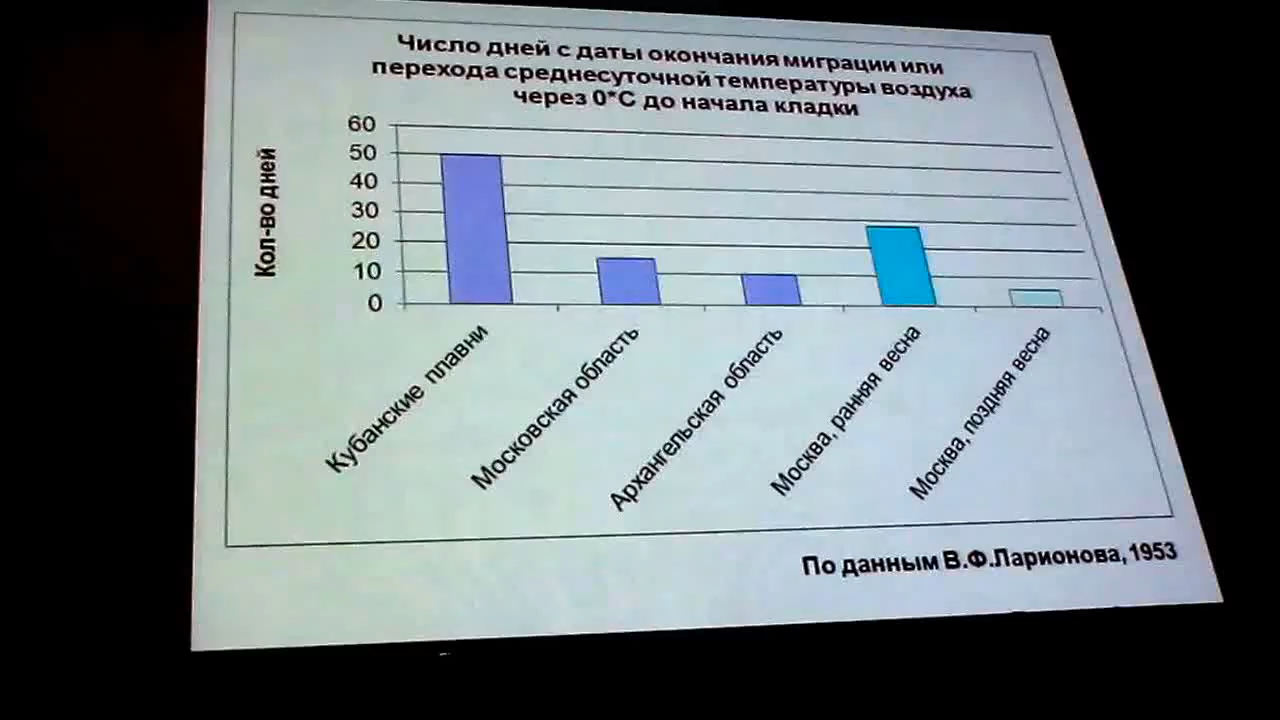 Число дней с даты окончания миграции или
перехода среднесуточной температуры воздуха
через 0*С до начала кладки
Кол-во дней
60
50
40
30
20
10
0
Кубанские плавни
Московская область
Архангельская область
Москва, ранняя весна
Москва, поздняя весна
По данным В.Ф.Ларионова, 1953